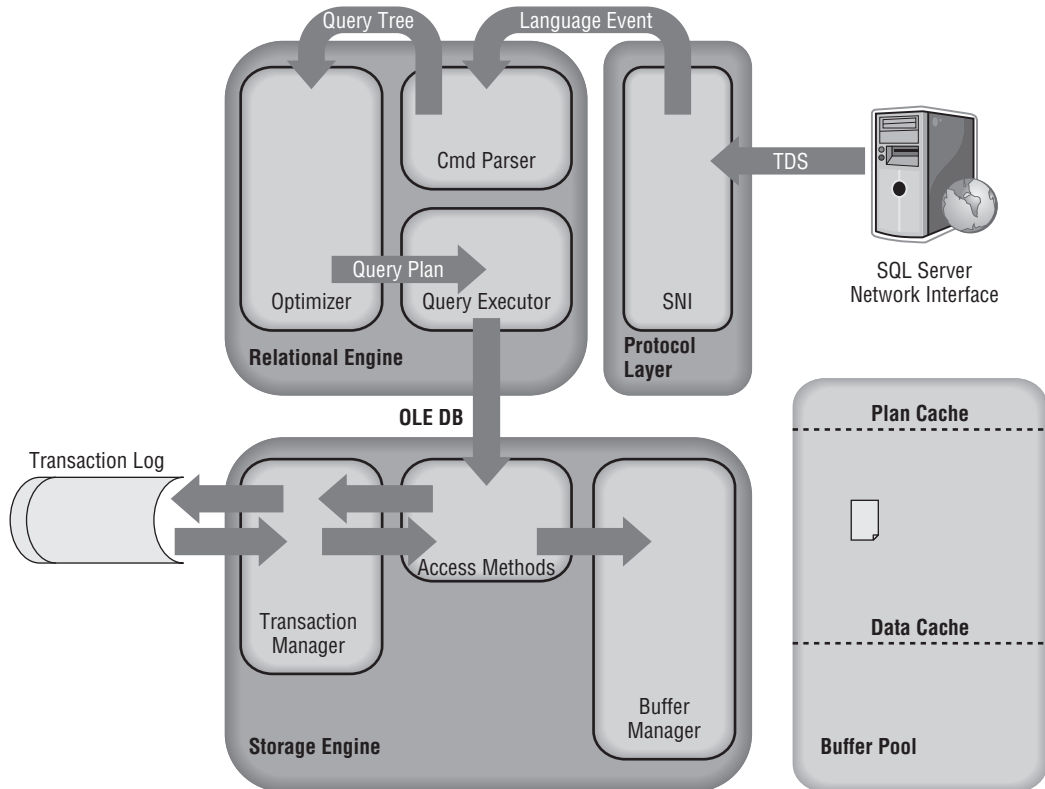 Query Tree
Language Event
Cmd Parser
TDS
Query Plan
Optimizer
Query Executor
SNI
SQL Server
Network Interface
Relational Engine
Protocol
Layer
OLE DB
Plan Cache
Transaction Log
Access Methods
Transaction
Manager
Data Cache
Buffer
Manager
Storage Engine
Buffer Pool